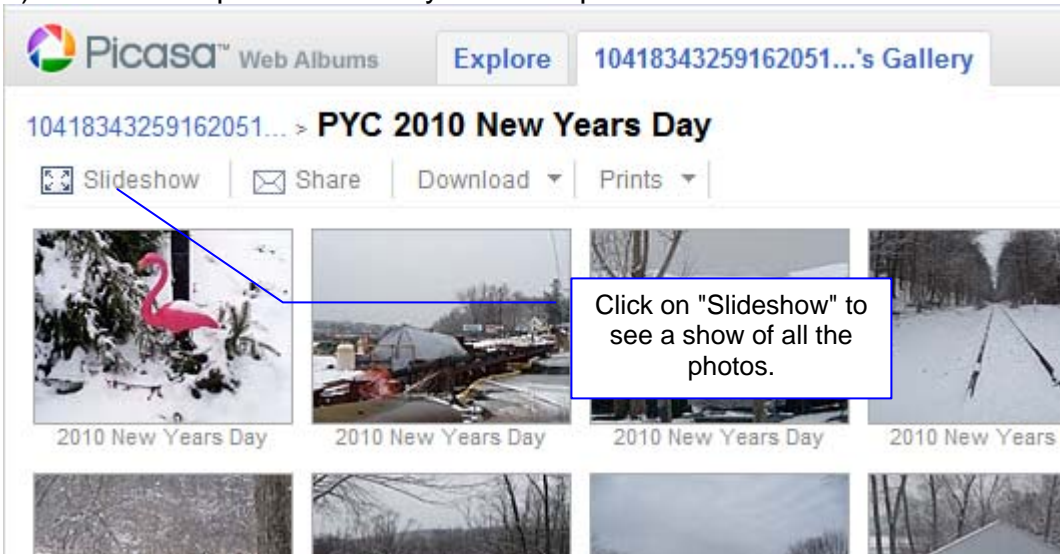 Picasa™ Web Albums
Explore
10418343259162051...'s Gallery
10418343259162051... > PYC 2010 New Years Day
Slideshow
Share
Download
Prints
Click on "Slideshow" to
see a show of all the
photos.
2010 New Years Day
2010 New Years Day
2010 New Years Day
2010 New Years